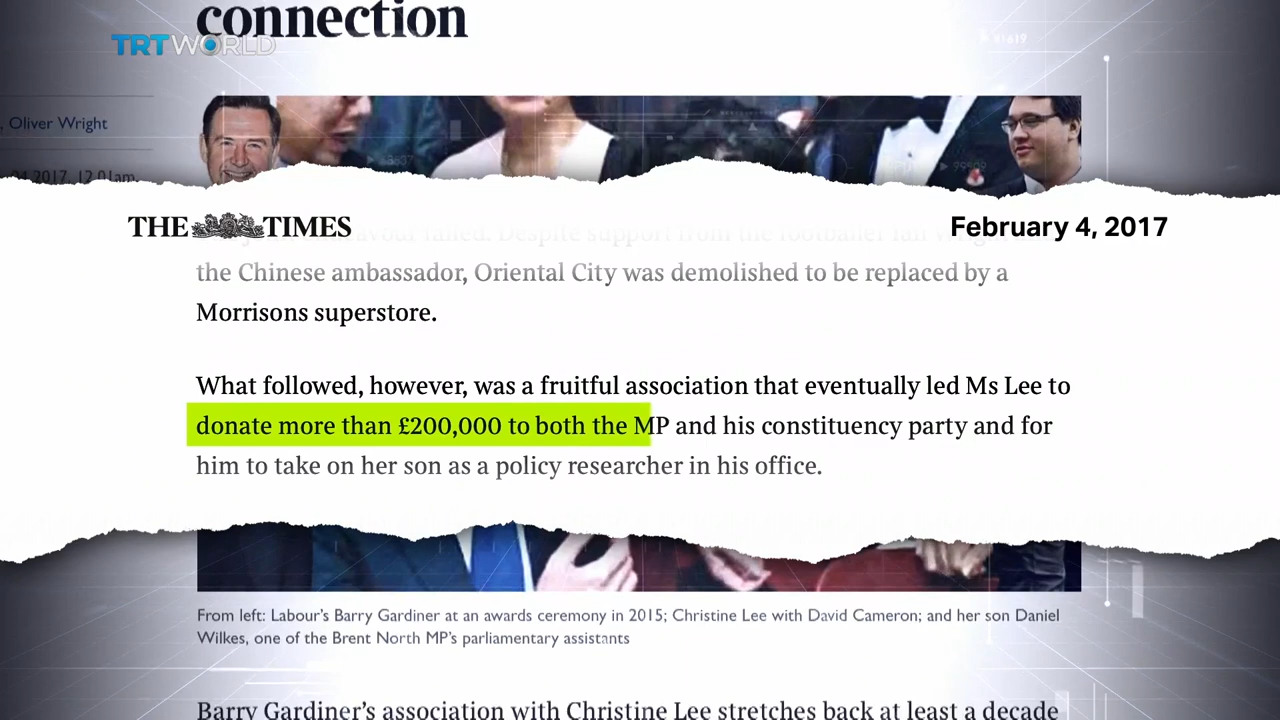 connection
TRT WORLD
, Oliver Wright
04 2017, 12.01am,
THE TIMES
February 4, 2017
the Chinese ambassador, Oriental City was demolished to be replaced by a
Morrisons superstore.
What followed, however, was a fruitful association that eventually led Ms Lee to
donate more than £200,000 to both the MP and his constituency party and for
him to take on her son as a policy researcher in his office.
From left: Labour's Barry Gardiner at an awards ceremony in 2015; Christine Lee with David Cameron; and her son Daniel
Wilkes, one of the Brent North MP's parliamentary assistants
Barry Gardiner's association with Christine Lee stretches back at least a decade